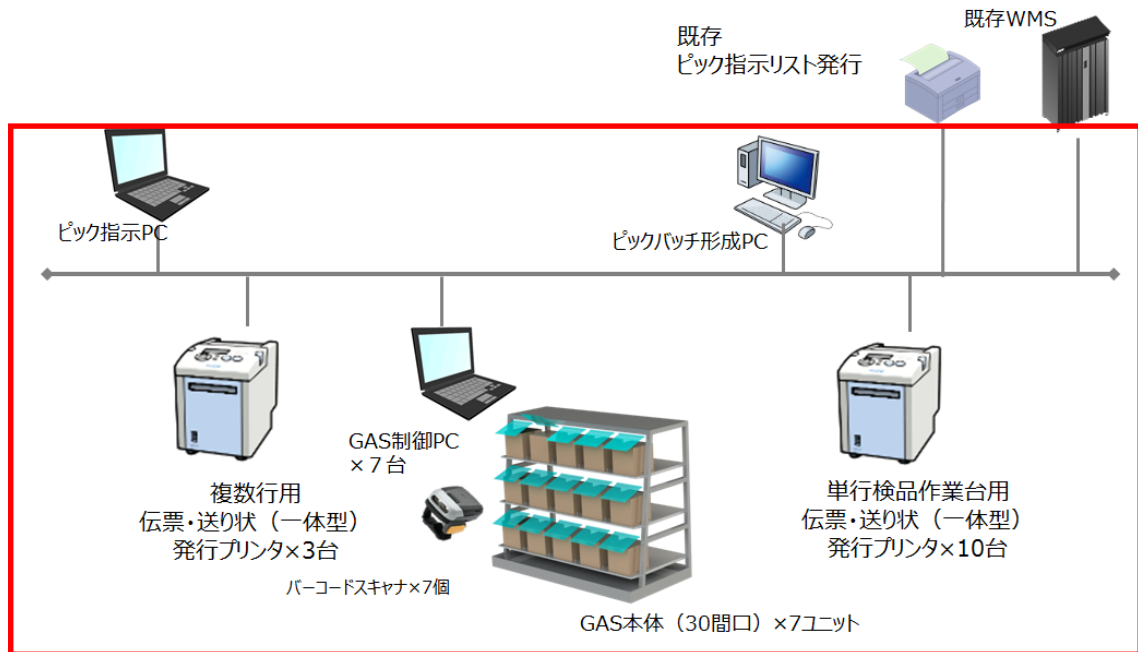 既存WMS
既存
ピック指示リスト発行
ピック指示PC
ピックバッチ形成PC
GAS制御PC
×７台
複数行用
伝票・送り状（一体型）
発行プリンタ×3台
バーコードスキャナ×7個
GAS本体（30間口）×7ユニット
単行検品作業台用
伝票・送り状（一体型）
発行プリンタ×10台